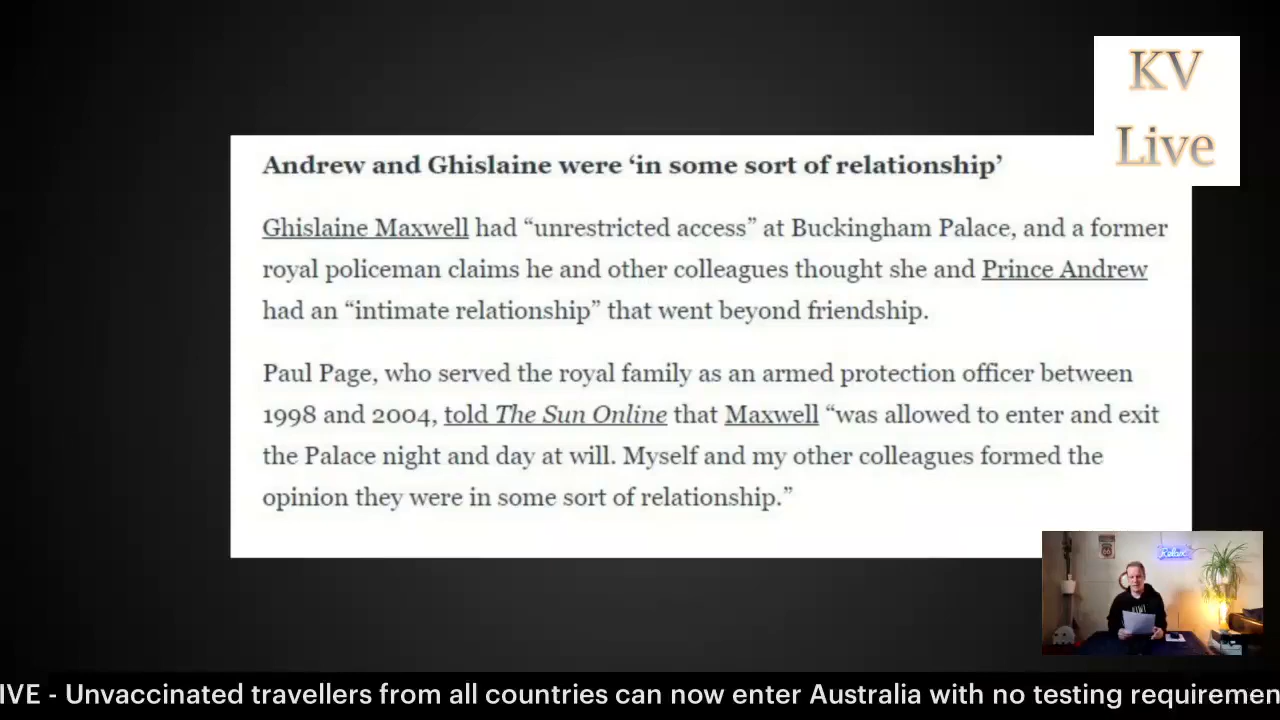 KV
Live
Andrew and Ghislaine were ‘in some sort of relationship’
Ghislaine Maxwell had “unrestricted access” at Buckingham Palace, and a former
royal policeman claims he and other colleagues thought she and Prince Andrew
had an “intimate relationship” that went beyond friendship.
Paul Page, who served the royal family as an armed protection officer between
1998 and 2004, told The Sun Online that Maxwell “was allowed to enter and exit
the Palace night and day at will. Myself and my other colleagues formed the
opinion they were in some sort of relationship.”
Relax
IVE - Unvaccinated travellers from all countries can now enter Australia with no testing requiremen